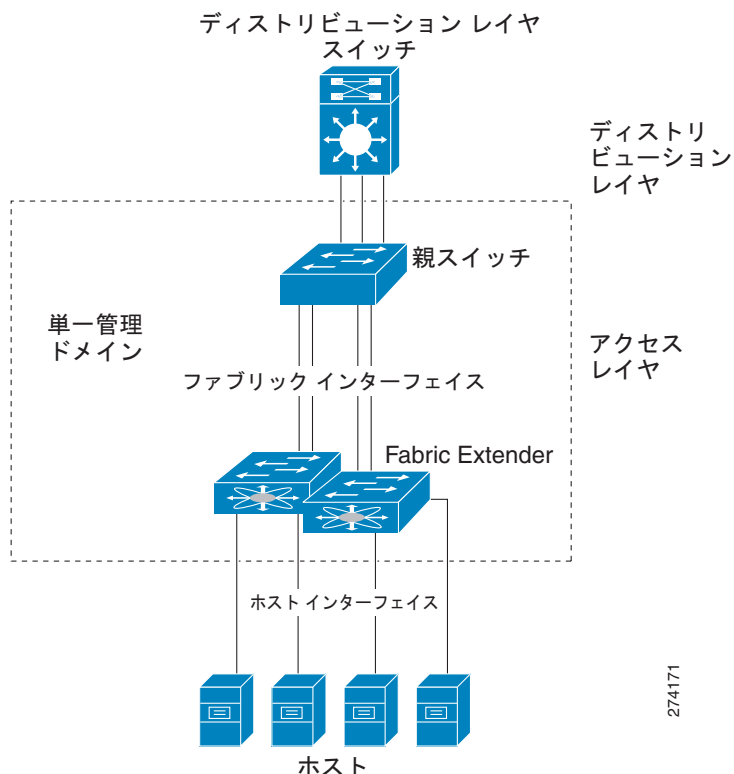 ディストリビューション レイヤ
スイッチ
ディストリ
ビューション
レイヤ
親スイッチ
単一管理
ドメイン
アクセス
レイヤ
ファブリック インターフェイス
Fabric Extender
ホスト インターフェイス
274171
ホスト